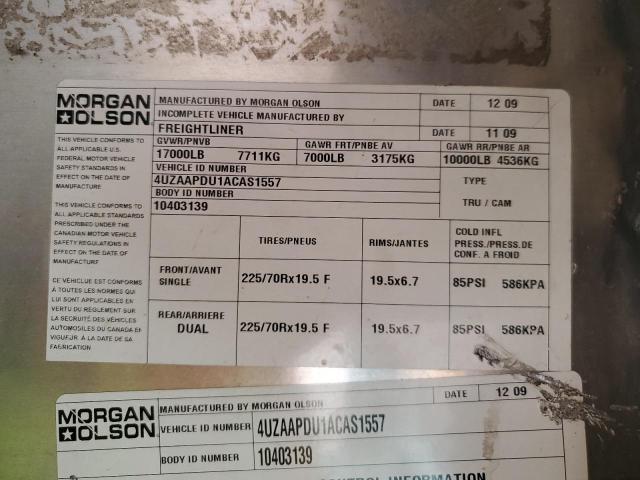 MORGAN
OLSON
MANUFACTURED BY MORGAN OLSON DATE 12 09
INCOMPLETE VEHICLE MANUFACTURED BY
FREIGHTLINER DATE 11 09
GVWR/PNVB GAWR FRT/PNBE AV GAWR RR/PNBE AR
17000LB 7711KG 7000LB 3175KG 10000LB 4536KG
VEHICLE ID NUMBER
4UZAAPDU1ACAS1557 TYPE
BODY ID NUMBER
10403139 TRU / CAM
THIS VEHICLE CONFORMS TO
ALL APPLICABLE U.S.
FEDERAL MOTOR VEHICLE
SAFETY STANDARDS IN
EFFECT ON THE DATE OF
MANUFACTURE
THIS VEHICLE CONFORMS TO
ALL APPLICABLE STANDARDS
PRESCRIBED UNDER THE
CANADIAN MOTOR VEHICLE
SAFETY REGULATIONS IN
EFFECT ON THE DATE OF
MANUFACTURE
CE VÉHICULE EST CONFORMS
À TOUTES LES NORMES QUI
LUI SONT APPLICABLES EN
VERTU DU RÈGLEMENT SUR
LA SECURITÉ DES VÉHICLES
AUTOMOBILES DU CANADA EN
VIGUEUR À LA DATE DE SA
FABRICATION
TIRES/PNEUS RIMS/JANTES COLD INFL
PRESS./PRESS.DE
CONF. A FROID
FRONT/AVANT
SINGLE 225/70Rx19.5 F 19.5x6.7 85PSI 586KPA
REAR/ARRIERE
DUAL 225/70Rx19.5 F 19.5x6.7 85PSI 586KPA
MORGAN
OLSON
MANUFACTURED BY MORGAN OLSON DATE 12 09
VEHICLE ID NUMBER 4UZAAPDU1ACAS1557
BODY ID NUMBER 10403139
CONTROL INFORMATION